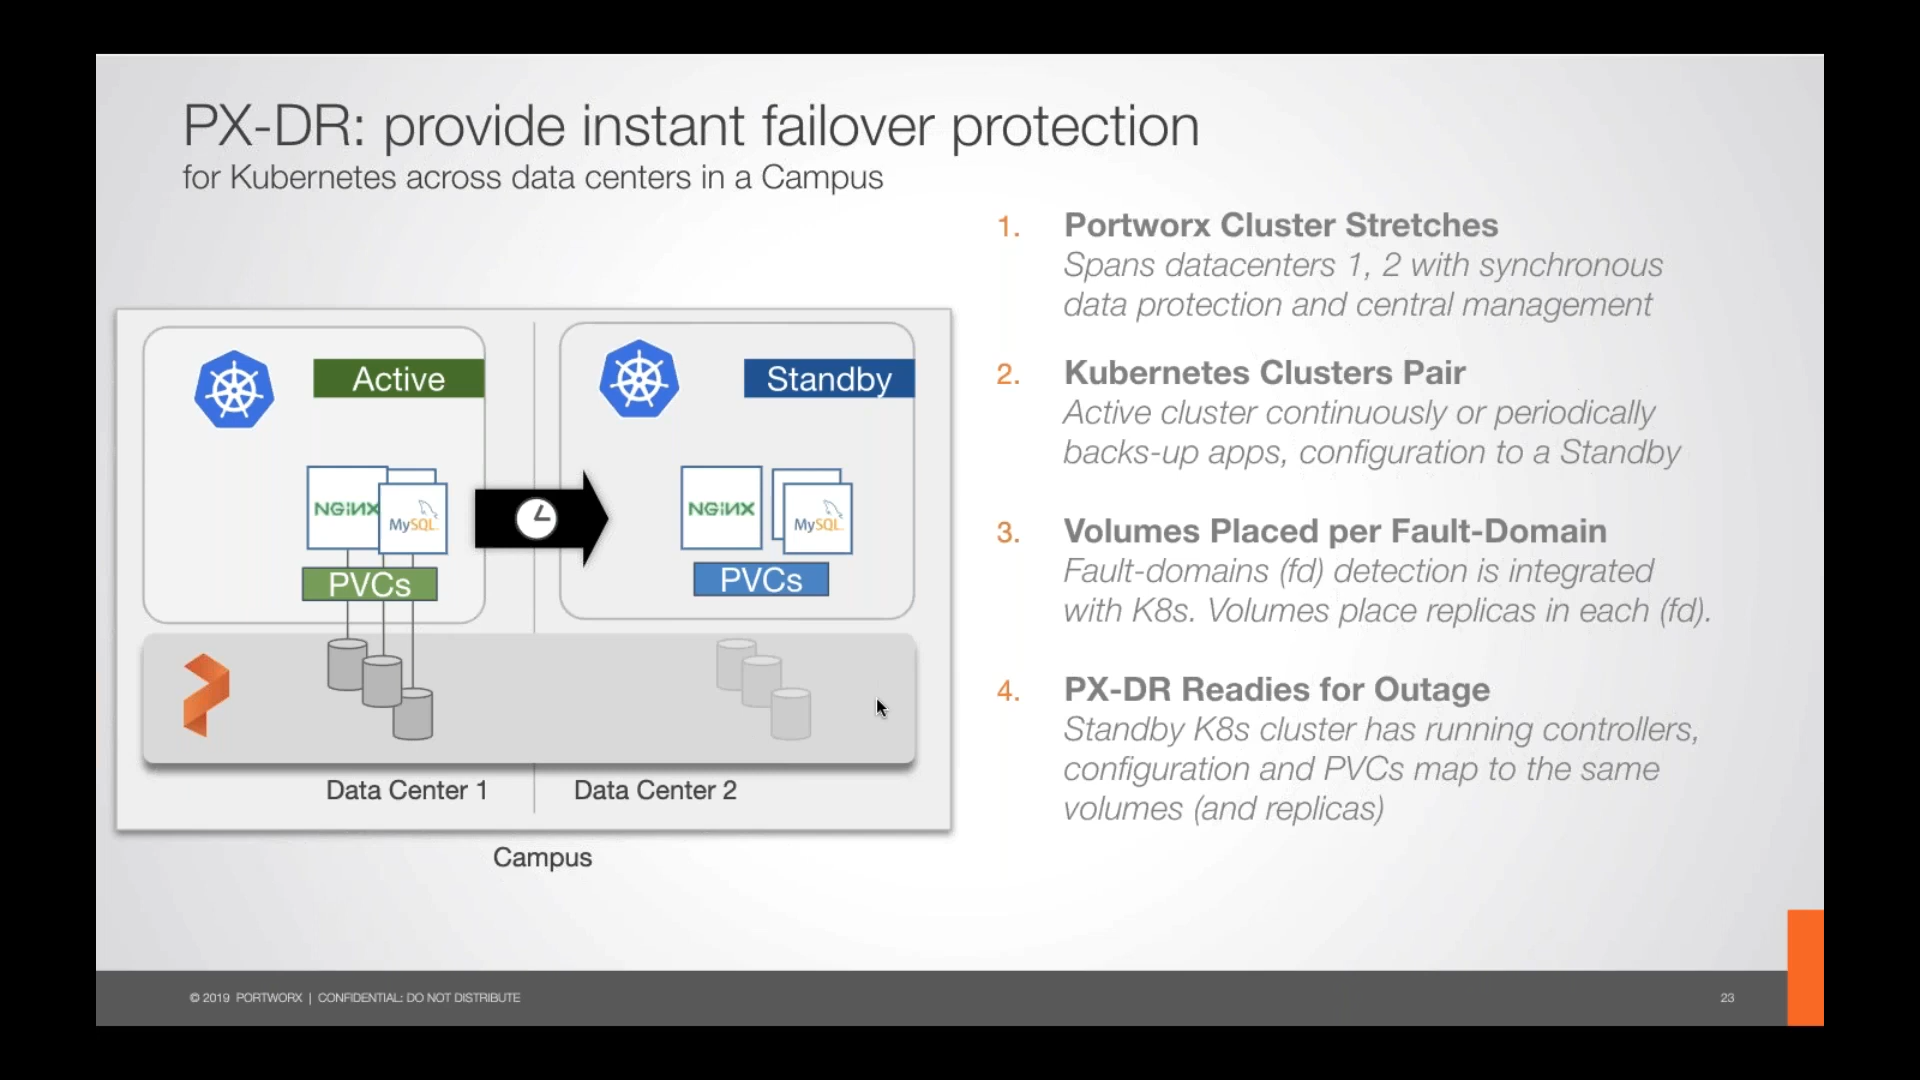 PX-DR: provide instant failover protection
for Kubernetes across data centers in a Campus
Active
Standby
NGINX
MySQL
NGINX
MySQL
PVCs
PVCs
Data Center 1
Data Center 2
Campus
1. Portworx Cluster Stretches
Spans datacenters 1, 2 with synchronous
data protection and central management
2. Kubernetes Clusters Pair
Active cluster continuously or periodically
backs-up apps, configuration to a Standby
3. Volumes Placed per Fault-Domain
Fault-domains (fd) detection is integrated
with K8s. Volumes place replicas in each (fd).
4. PX-DR Readies for Outage
Standby K8s cluster has running controllers,
configuration and PVCs map to the same
volumes (and replicas)
© 2019 PORTWORX | CONFIDENTIAL: DO NOT DISTRIBUTE
23